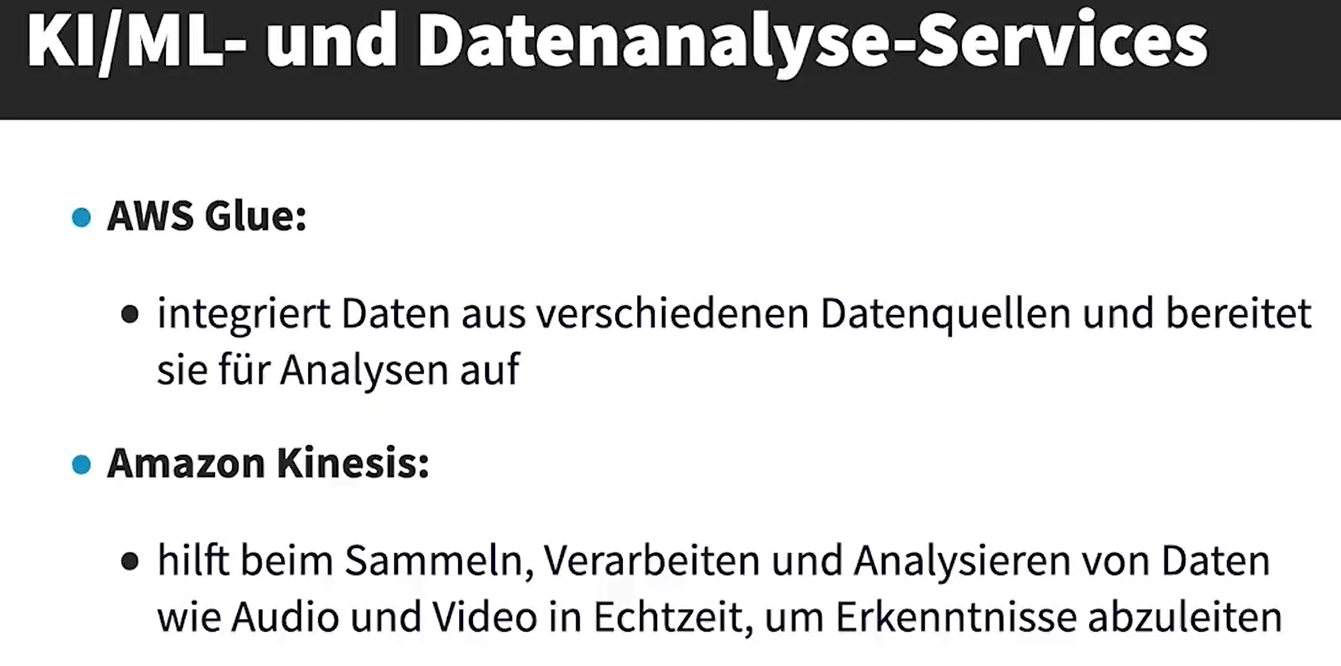 KI/ML- und Datenanalyse-Services
• AWS Glue:
• integriert Daten aus verschiedenen Datenquellen und bereitet
sie für Analysen auf
• Amazon Kinesis:
• hilft beim Sammeln, Verarbeiten und Analysieren von Daten
wie Audio und Video in Echtzeit, um Erkenntnisse abzuleiten